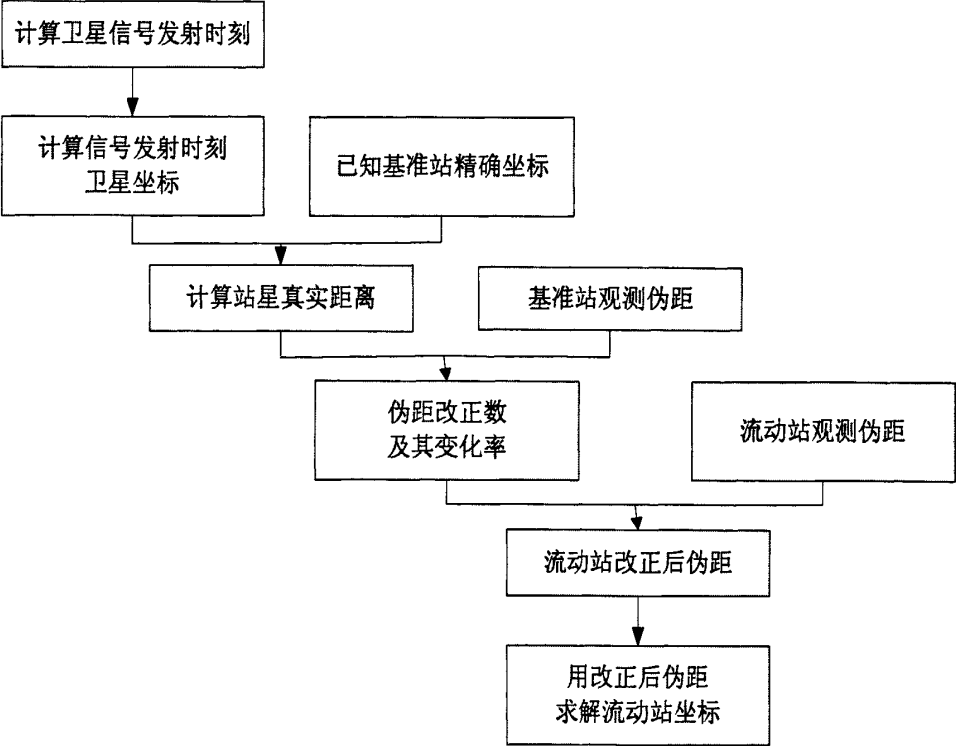 计算卫星信号发射时刻
计算信号发射时刻
卫星坐标
已知基准站精确坐标
计算站星真实距离
基准站观测伪距
伪距改正数
及其变化率
流动站观测伪距
流动站改正后伪距
用改正后伪距
求解流动站坐标